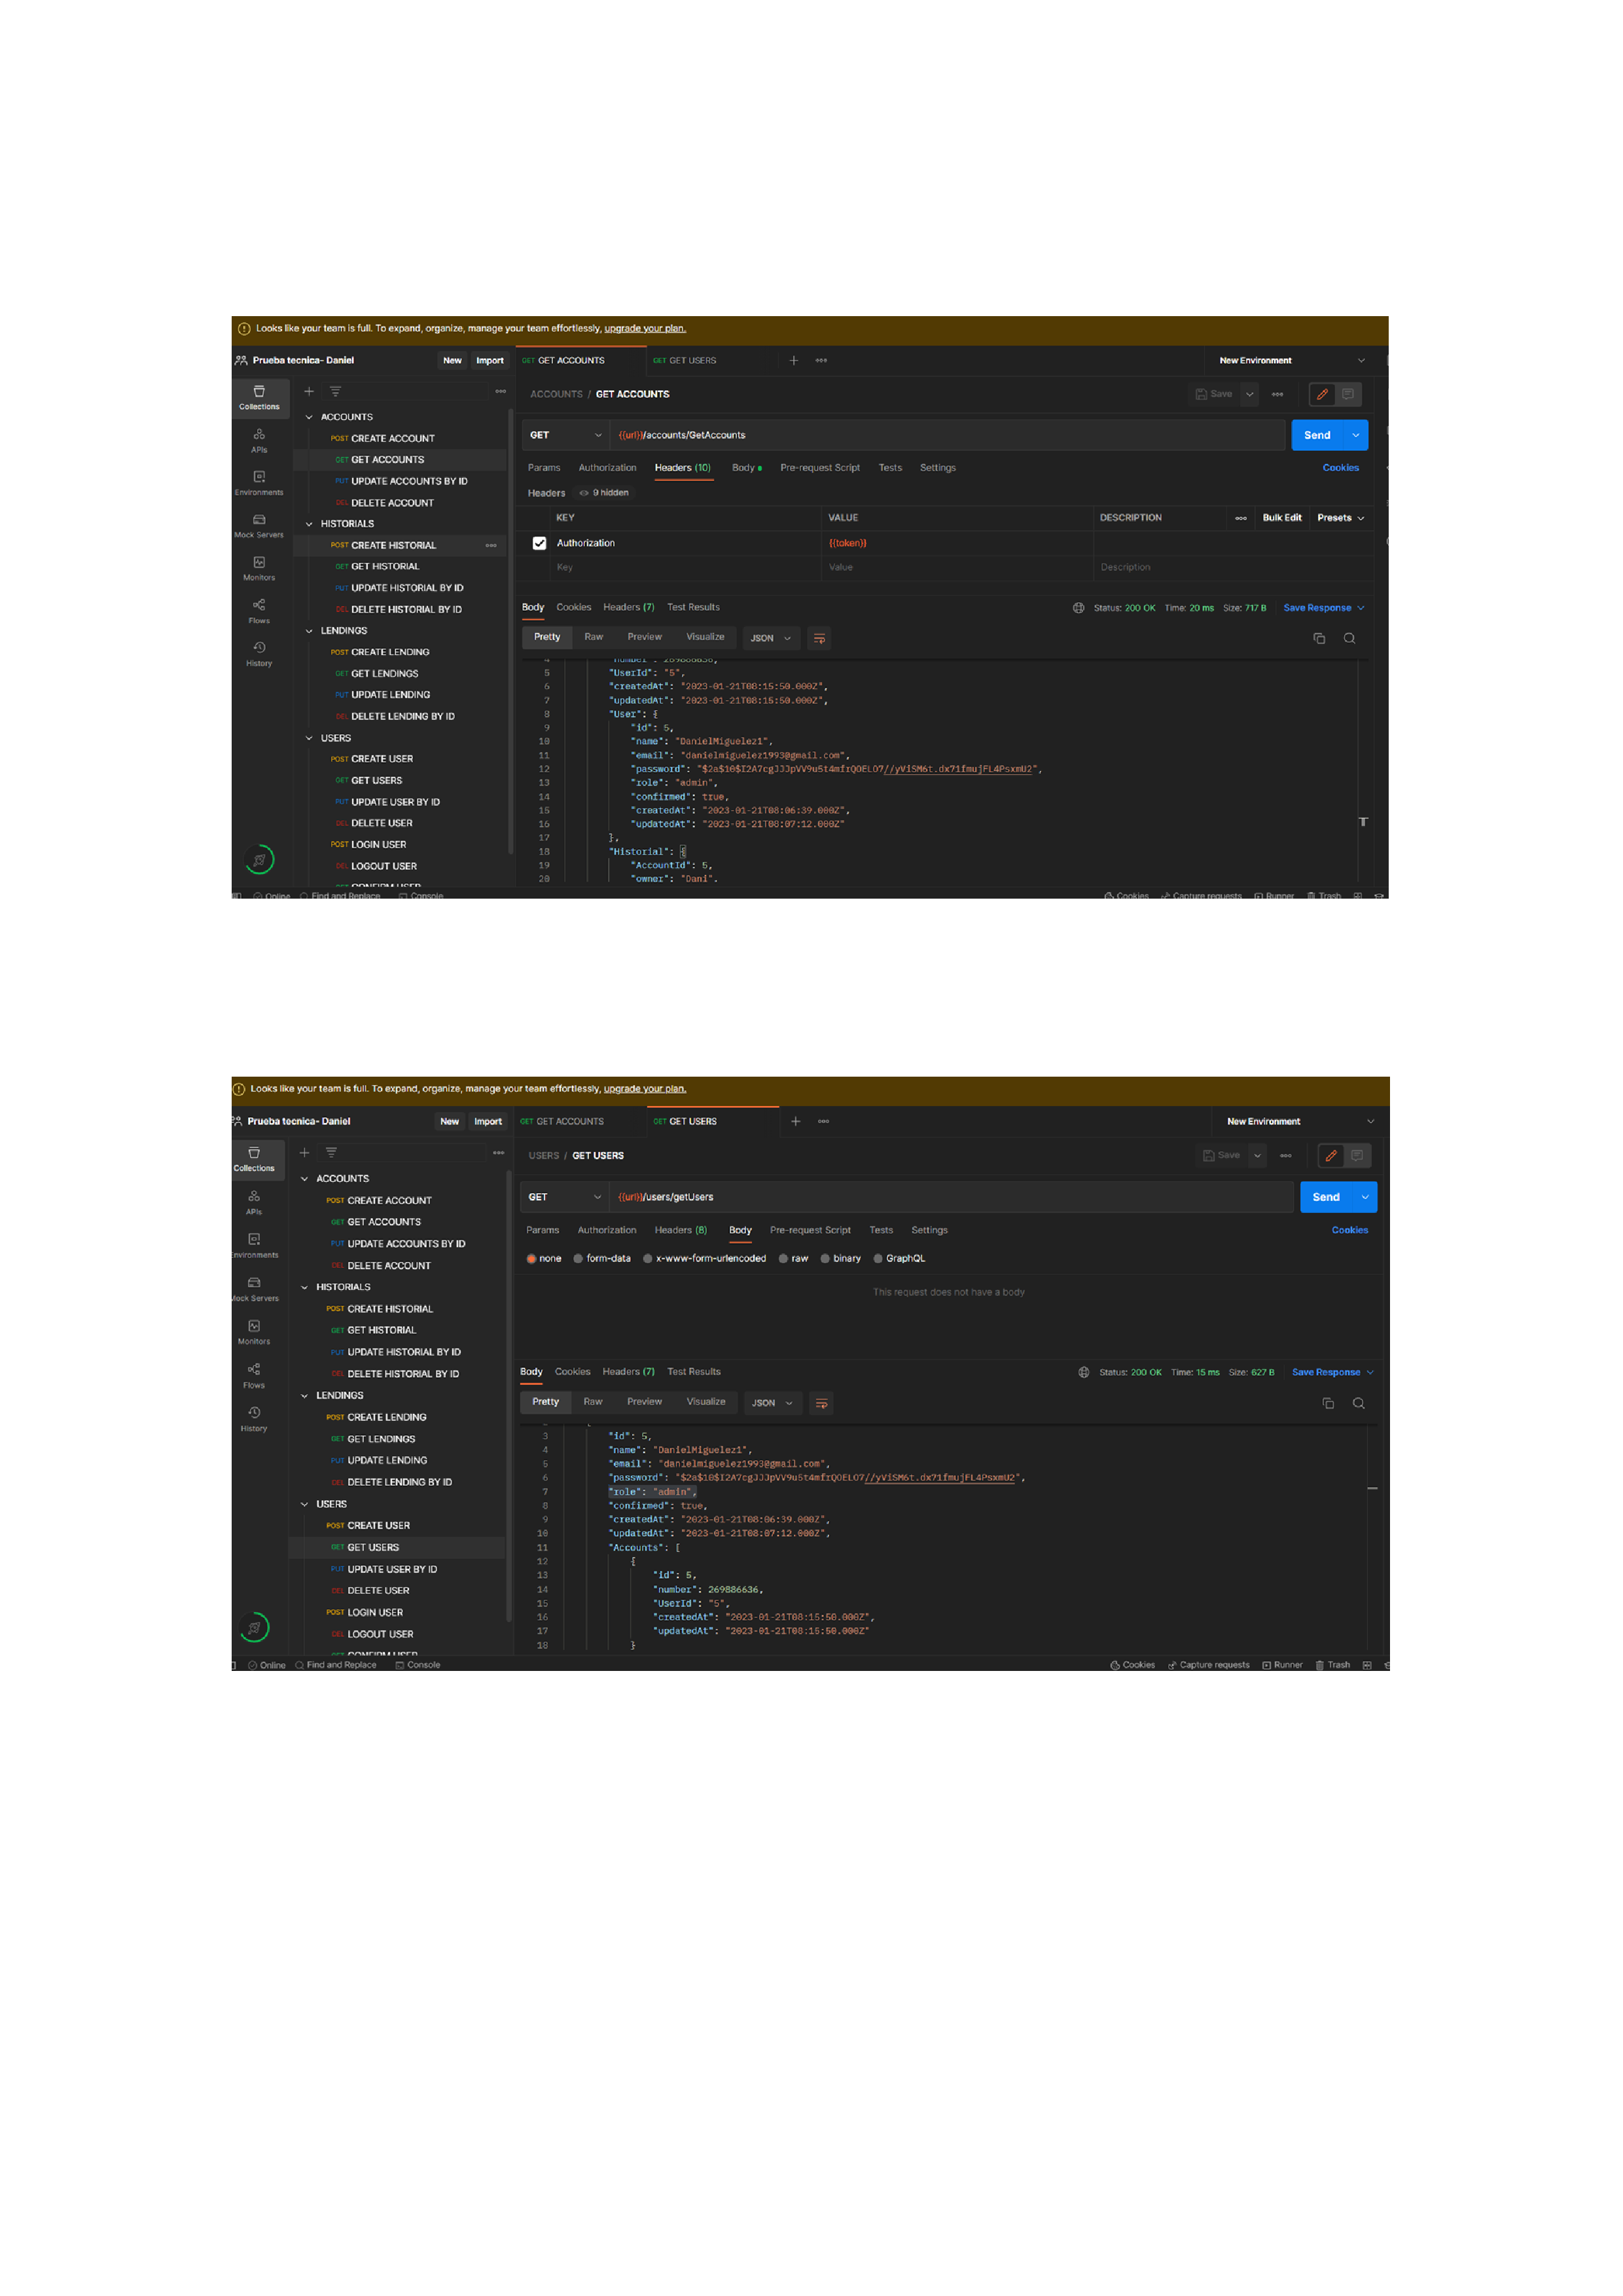 Looks like your team is full. To expand, organize, manage your team effortlessly, upgrade your plan.
Prueba tecnica- Daniel New Import GET GET ACCOUNTS GET GET USERS New Environment
Collections
APIs
Environments
Mock Servers
Monitors
Flows
History
ACCOUNTS
POST CREATE ACCOUNT
GET GET ACCOUNTS
PUT UPDATE ACCOUNTS BY ID
DEL DELETE ACCOUNT
HISTORIALS
POST CREATE HISTORIAL
GET GET HISTORIAL
PUT UPDATE HISTORIAL BY ID
DEL DELETE HISTORIAL BY ID
LENDINGS
POST CREATE LENDING
GET GET LENDINGS
PUT UPDATE LENDING
DEL DELETE LENDING BY ID
USERS
POST CREATE USER
GET GET USERS
PUT UPDATE USER BY ID
DEL DELETE USER
POST LOGIN USER
DEL LOGOUT USER
GET CONFIRM USER
ACCOUNTS / GET ACCOUNTS Save
GET {{url}}/accounts/GetAccounts Send
Params Authorization Headers (10) Body Pre-request Script Tests Settings Cookies
Headers 9 hidden
KEY VALUE DESCRIPTION Bulk Edit Presets
Authorization {{token}}
Key Value Description
Body Cookies Headers (7) Test Results Status: 200 OK Time: 20 ms Size: 717 B Save Response
Pretty Raw Preview Visualize JSON
4 "number": 269886636,
5 "UserId": "5",
6 "createdAt": "2023-01-21T08:15:50.000Z",
7 "updatedAt": "2023-01-21T08:15:50.000Z",
8 "User": {
9 "id": 5,
10 "name": "DanielMiguelez1",
11 "email": "danielmiguelez1993@gmail.com",
12 "password": "$2a$10$I2A7cgJJJpVV9u5t4mfrQOELO7//yViSM6t.dx71fmujFL4PsxmU2",
13 "role": "admin",
14 "confirmed": true,
15 "createdAt": "2023-01-21T08:06:39.000Z",
16 "updatedAt": "2023-01-21T08:07:12.000Z"
17 },
18 "Historial": {
19 "AccountId": 5,
20 "owner": "Dani",
Online Find and Replace Console Cookies Capture requests Runner Trash
Looks like your team is full. To expand, organize, manage your team effortlessly, upgrade your plan.
Prueba tecnica- Daniel New Import GET GET ACCOUNTS GET GET USERS New Environment
Collections
APIs
Environments
Mock Servers
Monitors
Flows
History
ACCOUNTS
POST CREATE ACCOUNT
GET GET ACCOUNTS
PUT UPDATE ACCOUNTS BY ID
DEL DELETE ACCOUNT
HISTORIALS
POST CREATE HISTORIAL
GET GET HISTORIAL
PUT UPDATE HISTORIAL BY ID
DEL DELETE HISTORIAL BY ID
LENDINGS
POST CREATE LENDING
GET GET LENDINGS
PUT UPDATE LENDING
DEL DELETE LENDING BY ID
USERS
POST CREATE USER
GET GET USERS
PUT UPDATE USER BY ID
DEL DELETE USER
POST LOGIN USER
DEL LOGOUT USER
GET CONFIRM USER
USERS / GET USERS Save
GET {{url}}/users/getUsers Send
Params Authorization Headers (8) Body Pre-request Script Tests Settings Cookies
none form-data x-www-form-urlencoded raw binary GraphQL
This request does not have a body
Body Cookies Headers (7) Test Results Status: 200 OK Time: 15 ms Size: 627 B Save Response
Pretty Raw Preview Visualize JSON
3 "id": 5,
4 "name": "DanielMiguelez1",
5 "email": "danielmiguelez1993@gmail.com",
6 "password": "$2a$10$I2A7cgJJJpVV9u5t4mfrQOELO7//yViSM6t.dx71fmujFL4PsxmU2",
7 "role": "admin",
8 "confirmed": true,
9 "createdAt": "2023-01-21T08:06:39.000Z",
10 "updatedAt": "2023-01-21T08:07:12.000Z",
11 "Accounts": [
12 {
13 "id": 5,
14 "number": 269886636,
15 "UserId": "5",
16 "createdAt": "2023-01-21T08:15:50.000Z",
17 "updatedAt": "2023-01-21T08:15:50.000Z"
18 }
Online Find and Replace Console Cookies Capture requests Runner Trash